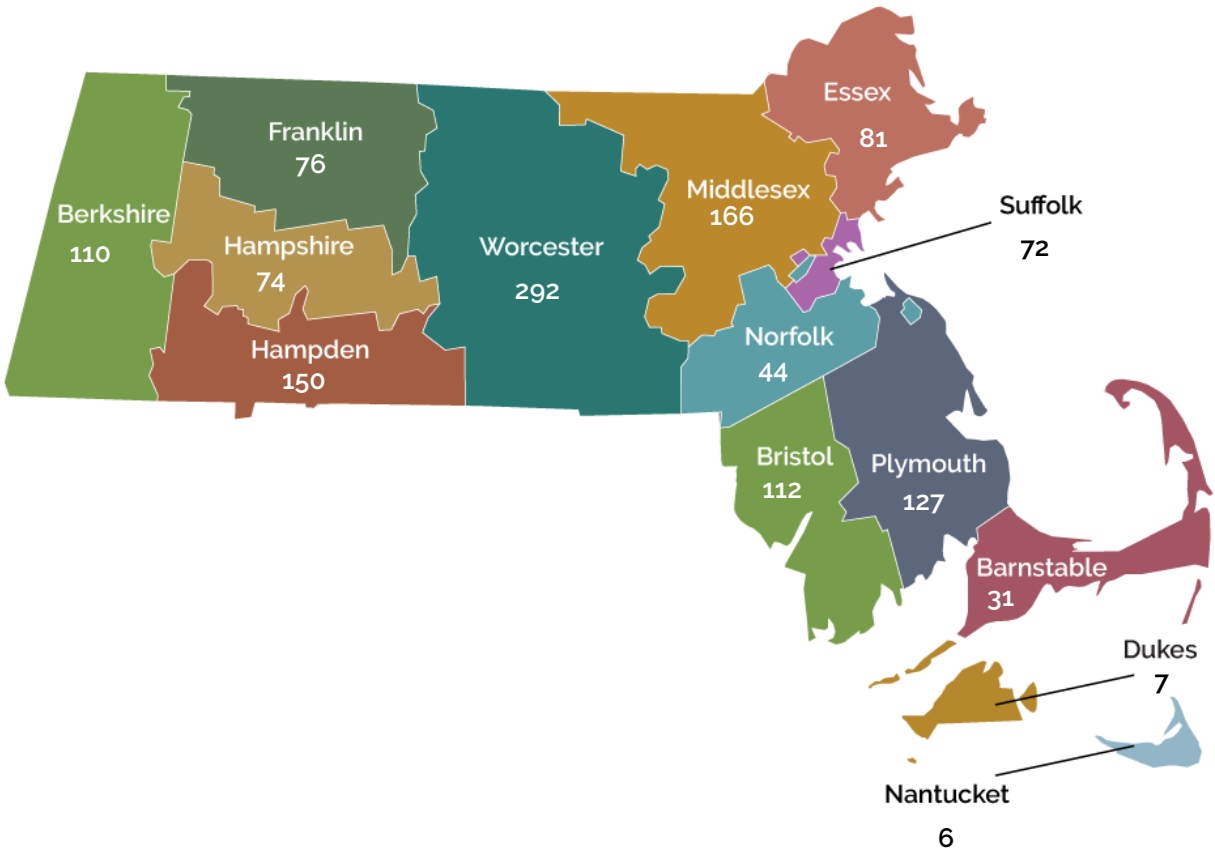 Essex
81
Franklin
76
Middlesex
166
Suffolk
72
Berkshire
110
Hampshire
74
Worcester
292
Norfolk
44
Hampden
150
Bristol
112
Plymouth
127
Barnstable
31
Dukes
7
Nantucket
6